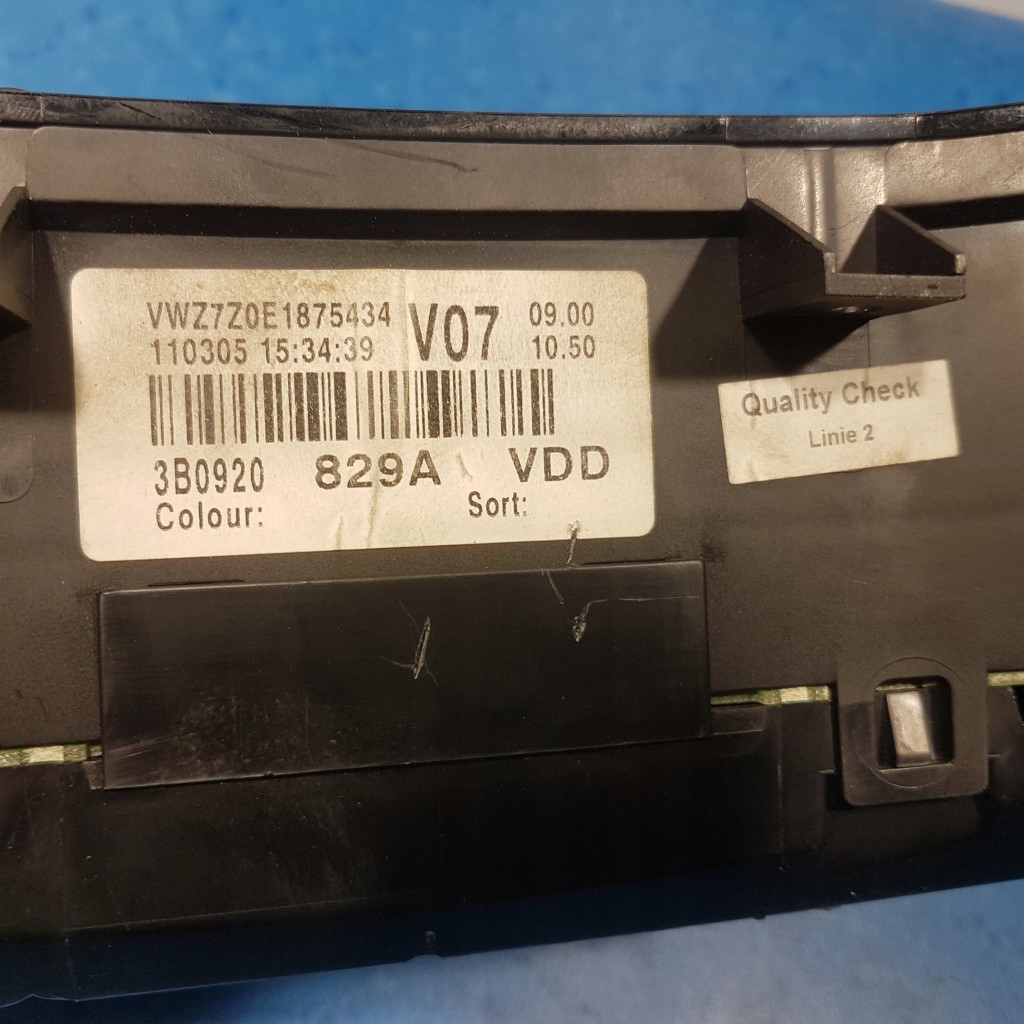 VWZ7Z0E1875434 V07 09.00
110305 15:34:39 10.50
3B0920 829A VDD
Colour: Sort:
Quality Check
Linie 2